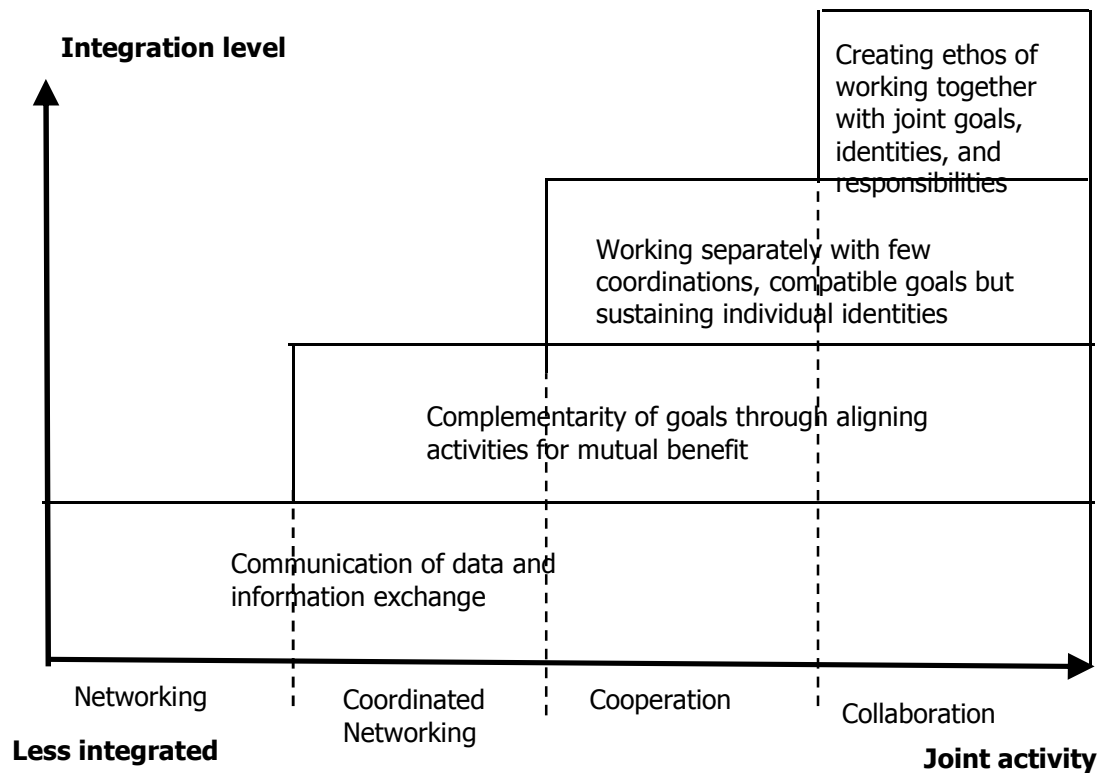 Integration level
Creating ethos of
working together
with joint goals,
identities, and
responsibilities
Working separately with few
coordinations, compatible goals but
sustaining individual identities
Complementarity of goals through aligning
activities for mutual benefit
Communication of data and
information exchange
Networking
Coordinated
Networking
Cooperation
Collaboration
Less integrated
Joint activity